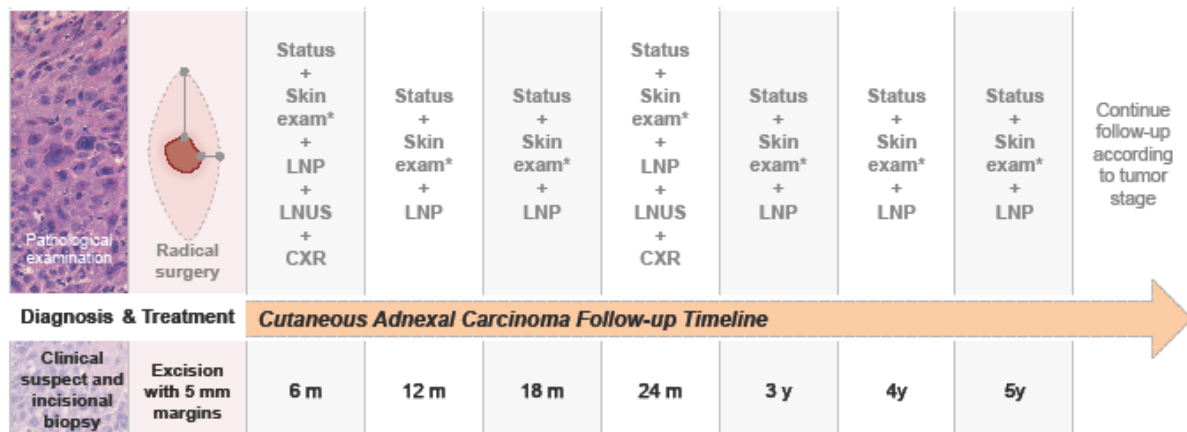 Pathological
examination
Radical
surgery
Status
+
Skin
exam*
+
LNP
+
LNUS
+
CXR
Status
+
Skin
exam*
+
LNP
Status
+
Skin
exam*
+
LNP
Status
+
Skin
exam*
+
LNP
+
LNUS
+
CXR
Status
+
Skin
exam*
+
LNP
Status
+
Skin
exam*
+
LNP
Status
+
Skin
exam*
+
LNP
Continue
follow-up
according
to tumor
stage
Diagnosis & Treatment
Cutaneous Adnexal Carcinoma Follow-up Timeline
Clinical
suspect and
incisional
biopsy
Excision
with 5 mm
margins
6 m
12 m
18 m
24 m
3 y
4y
5y